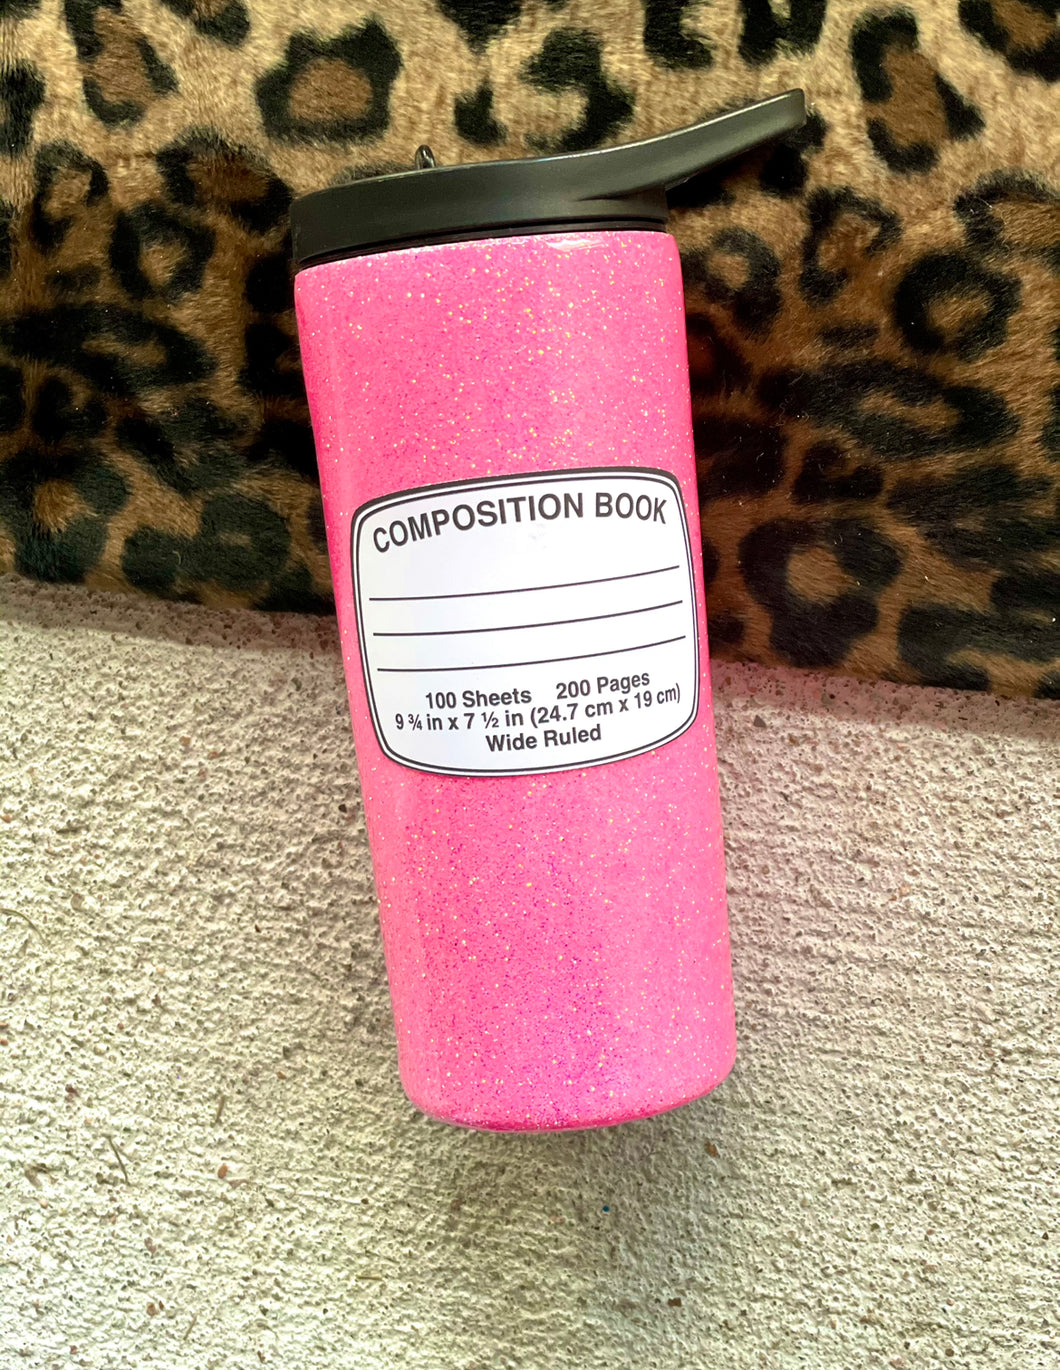 COMPOSITION BOOK
100 Sheets 200 Pages
9 ¾ in x 7 ½ in (24.7 cm x 19 cm)
Wide Ruled